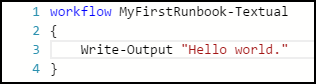 1 workflow MyFirstRunbook-Textual
2 {
3     Write-Output "Hello world."
4 }